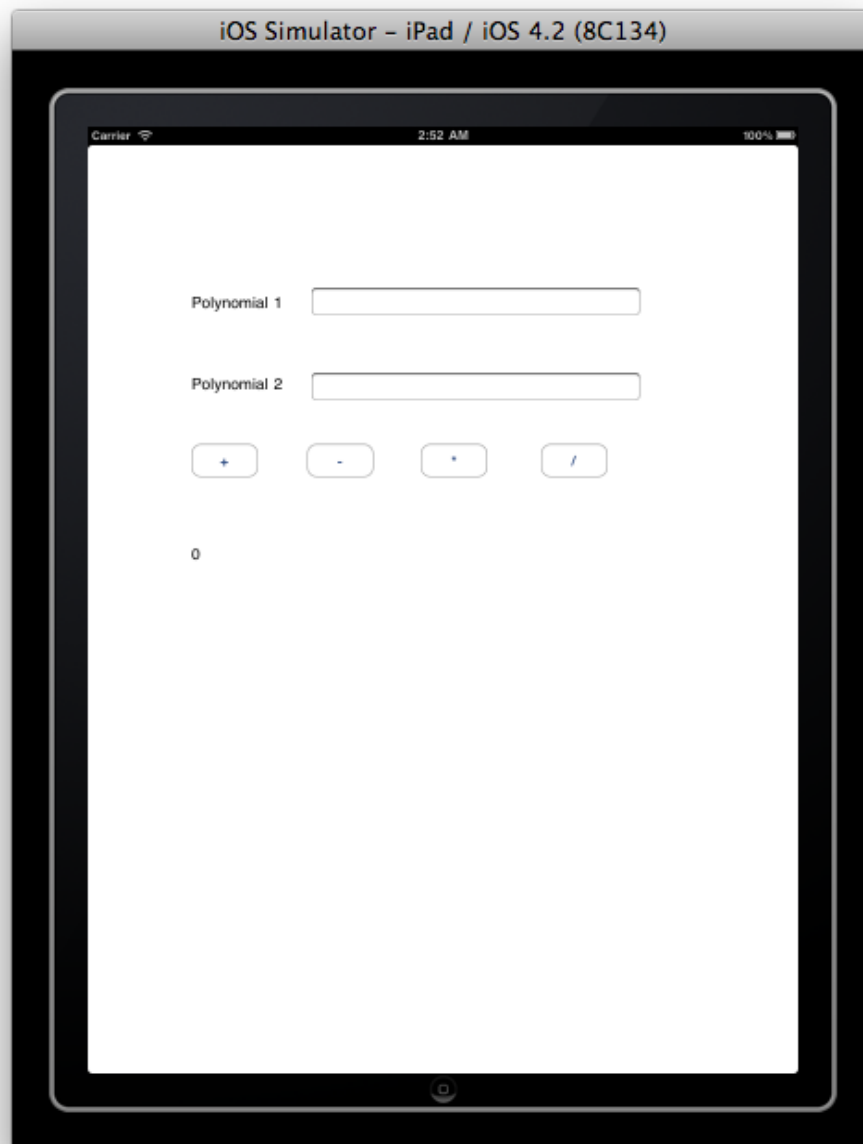 iOS Simulator – iPad / iOS 4.2 (8C134)
Carrier 2:52 AM 100%
Polynomial 1
Polynomial 2
+ - * /
0